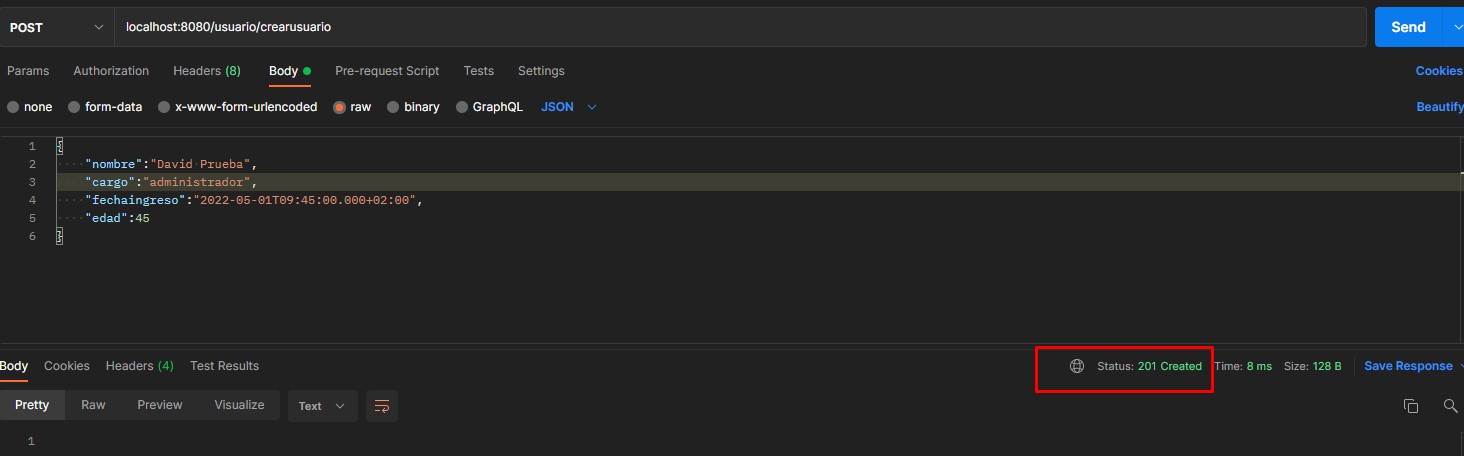 POST localhost:8080/usuario/crearusuario Send
Params Authorization Headers (8) Body Pre-request Script Tests Settings Cookies
none form-data x-www-form-urlencoded raw binary GraphQL JSON Beautify
1 {
2 "nombre":"David Prueba",
3 "cargo":"administrador",
4 "fechaingreso":"2022-05-01T09:45:00.000+02:00",
5 "edad":45
6 }
Body Cookies Headers (4) Test Results Status: 201 Created Time: 8 ms Size: 128 B Save Response
Pretty Raw Preview Visualize Text
1